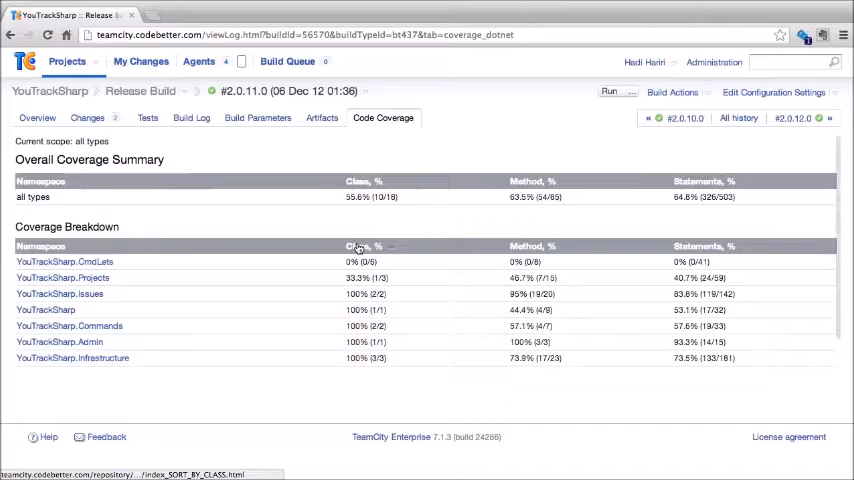 YouTrackSharp :: Release Bu
teamcity.codebetter.com/viewLog.html?buildId=56570&buildTypeId=bt437&tab=coverage_dotnet
TC Projects My Changes Agents 4 Build Queue 0 Hadi Hariri Administration
YouTrackSharp Release Build #2.0.11.0 (06 Dec 12 01:36) Run ... Build Actions Edit Configuration Settings
Overview Changes 2 Tests Build Log Build Parameters Artifacts Code Coverage « #2.0.10.0 All history #2.0.12.0 »
Current scope: all types
Overall Coverage Summary
Namespace Class, % Method, % Statements, %
all types 55.6% (10/18) 63.5% (54/85) 64.8% (326/503)
Coverage Breakdown
Namespace Class, % Method, % Statements, %
YouTrackSharp.CmdLets 0% (0/6) 0% (0/8) 0% (0/41)
YouTrackSharp.Projects 33.3% (1/3) 46.7% (7/15) 40.7% (24/59)
YouTrackSharp.Issues 100% (2/2) 95% (19/20) 83.8% (119/142)
YouTrackSharp 100% (1/1) 44.4% (4/9) 53.1% (17/32)
YouTrackSharp.Commands 100% (2/2) 57.1% (4/7) 57.6% (19/33)
YouTrackSharp.Admin 100% (1/1) 100% (3/3) 93.3% (14/15)
YouTrackSharp.Infrastructure 100% (3/3) 73.9% (17/23) 73.5% (133/181)
Help Feedback TeamCity Enterprise 7.1.3 (build 24266) License agreement
teamcity.codebetter.com/repository/.../index_SORT_BY_CLASS.html